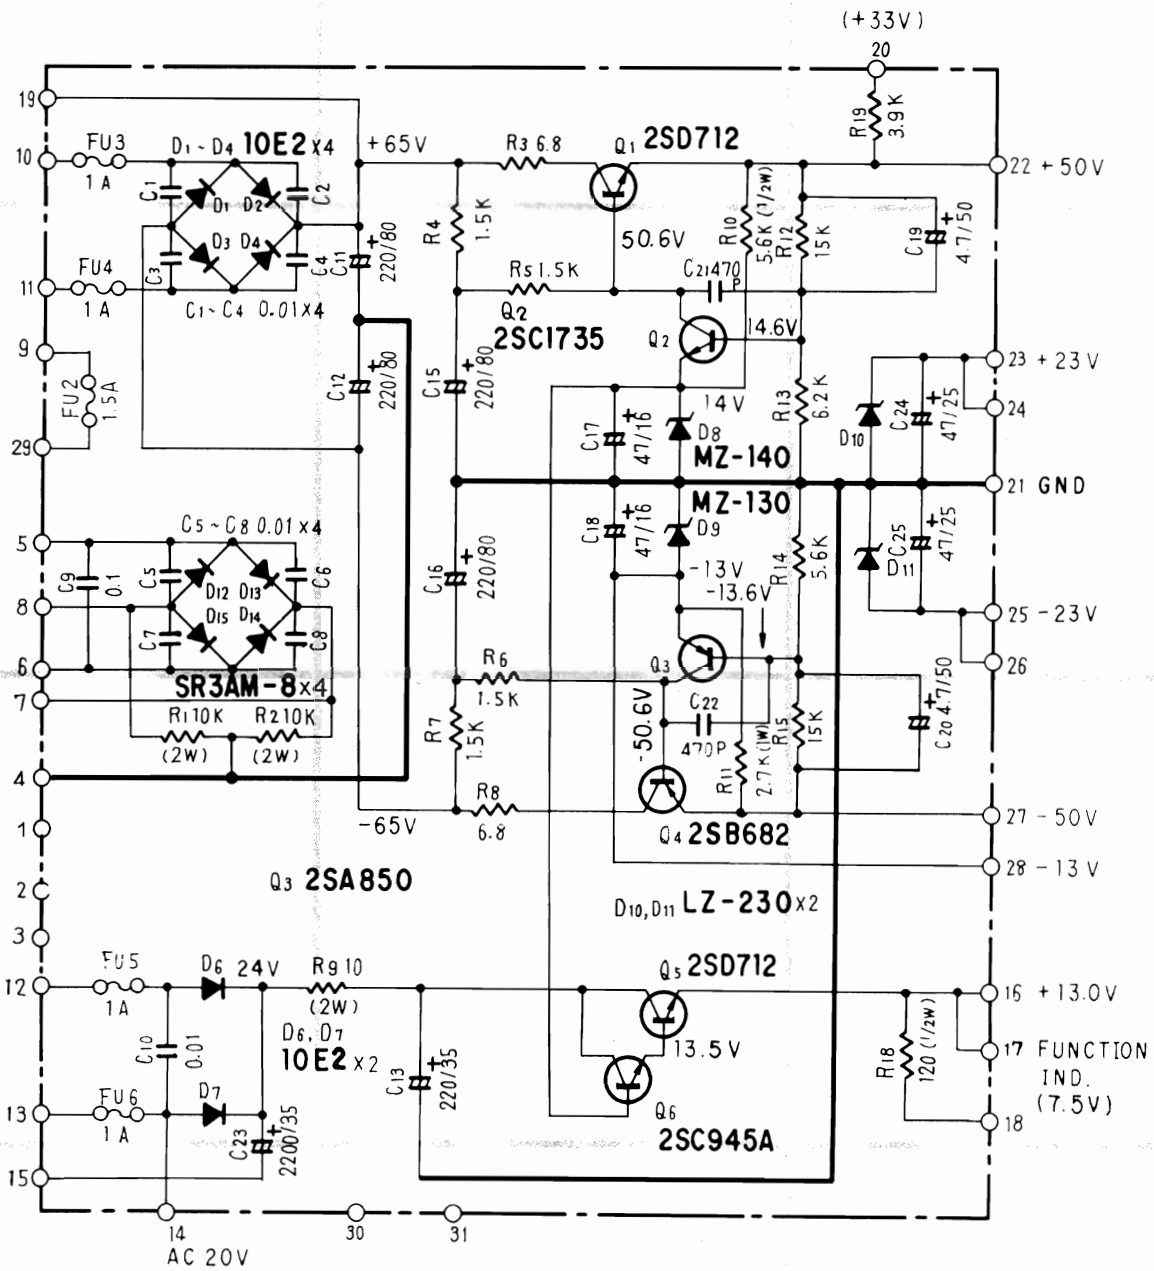 (+33V)
20
19
R19
3.9K
FU3
D1~D4 10E2x4
+65V
R3 6.8
Q1 2SD712
10
22 +50V
1A
C1
D1
D2
C2
R4
1.5K
50.6V
R10
5.6K (1/2W)
R12
15K
C19
+
4.7/50
D3
D4
C3
C4
C11
+
220/80
FU4
R5 1.5K
C21 470
P
11
1A
C1~C4 0.01x4
Q2
2SC1735
Q2
14.6V
9
FU2
1.5A
C12
+
220/80
C15
+
220/80
14V
R13
6.2K
23 +23V
24
D10
C24
+
47/25
29
C17
+
47/16
D8
MZ-140
21 GND
MZ-130
C5~C8 0.01x4
C18
+
47/16
D9
5
C9
0.1
C5
D12
D13
C6
C16
+
220/80
-13V
-13.6V
R14
5.6K
D11
C25
+
47/25
8
D15
D14
C7
C8
25 -23V
6
SR3AM-8x4
R6
1.5K
Q3
26
7
R1 10K
(2W)
R2 10K
(2W)
R7
1.5K
-50.6V
C22
470P
R11
2.7K (1W)
R15
15K
C20
+
4.7/50
4
R8
6.8
-65V
Q4 2SB682
27 -50V
1
28 -13V
2
Q3 2SA850
D10,D11 LZ-230x2
3
FU5
D6
24V
R9 10
(2W)
Q5 2SD712
12
1A
16 +13.0V
C10
0.01
D6,D7
10E2 x2
C13
+
220/35
13.5V
R18
120 (1/2W)
17 FUNCTION
IND.
(7.5V)
FU6
D7
13
1A
C23
+
2200/35
Q6
2SC945A
18
15
14
30
31
AC 20V